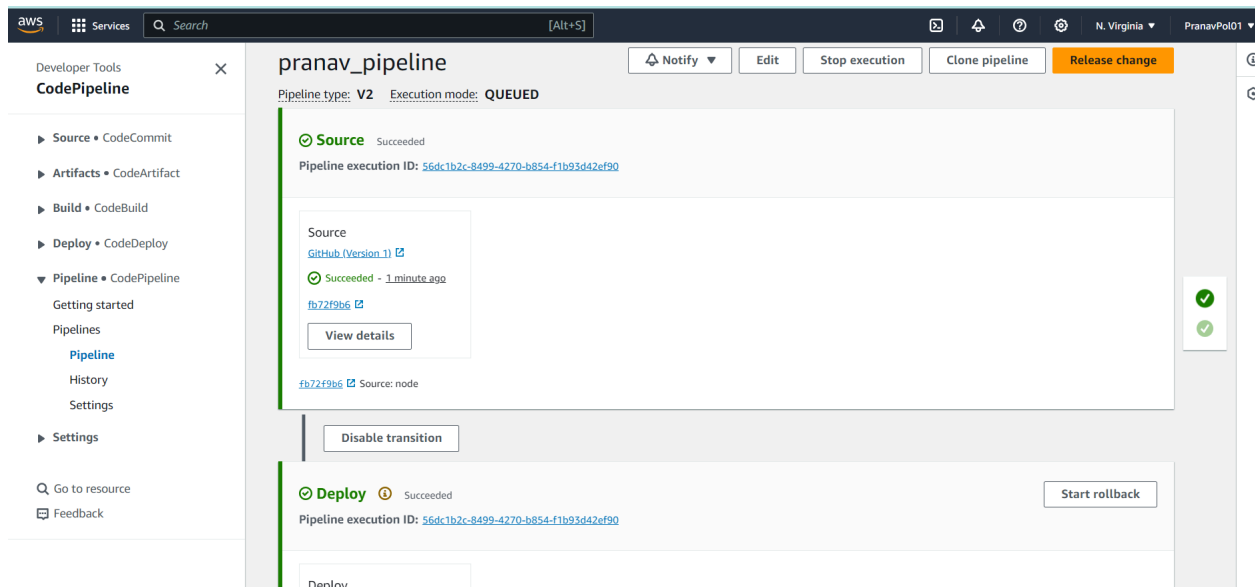 aws
Services
Search
[Alt+S]
N. Virginia ▼
PranavPol01 ▼
Developer Tools
CodePipeline
Source • CodeCommit
Artifacts • CodeArtifact
Build • CodeBuild
Deploy • CodeDeploy
Pipeline • CodePipeline
Getting started
Pipelines
Pipeline
History
Settings
Settings
Go to resource
Feedback
pranav_pipeline
Notify ▼
Edit
Stop execution
Clone pipeline
Release change
Pipeline type: V2 Execution mode: QUEUED
Source Succeeded
Pipeline execution ID: 56dc1b2c-8499-4270-b854-f1b93d42ef90
Source
GitHub (Version 1)
Succeeded - 1 minute ago
fb72f9b6
View details
fb72f9b6 Source: node
Disable transition
Deploy Succeeded
Start rollback
Pipeline execution ID: 56dc1b2c-8499-4270-b854-f1b93d42ef90
Deploy